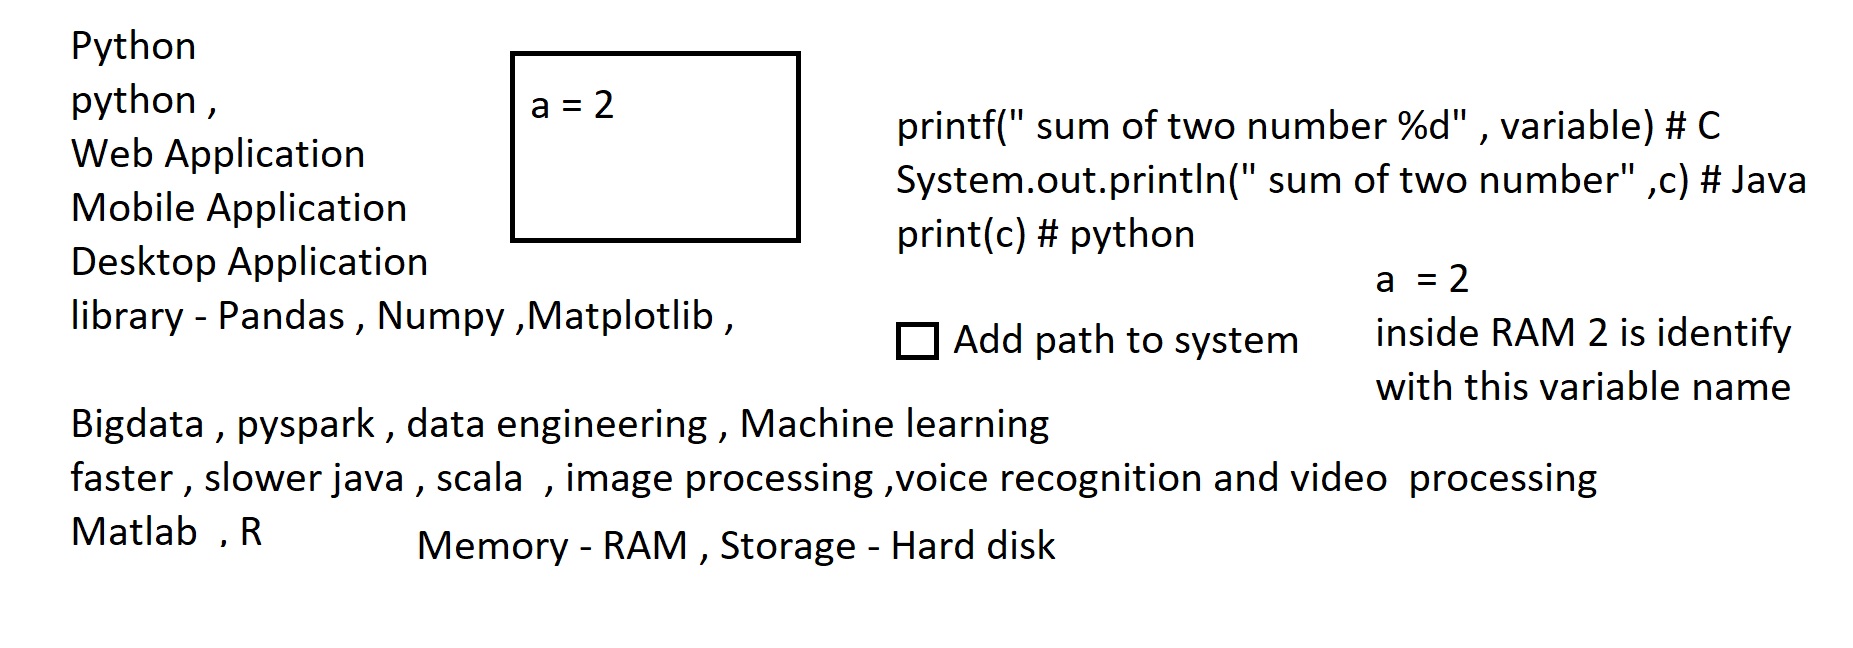 Python
python ,
Web Application
Mobile Application
Desktop Application
library - Pandas , Numpy ,Matplotlib ,
a = 2
printf(" sum of two number %d" , variable) # C
System.out.println(" sum of two number" ,c) # Java
print(c) # python
Add path to system
a  = 2
inside RAM 2 is identify
with this variable name
Bigdata , pyspark , data engineering , Machine learning
faster , slower java , scala  , image processing ,voice recognition and video  processing
Matlab  , R
Memory - RAM , Storage - Hard disk